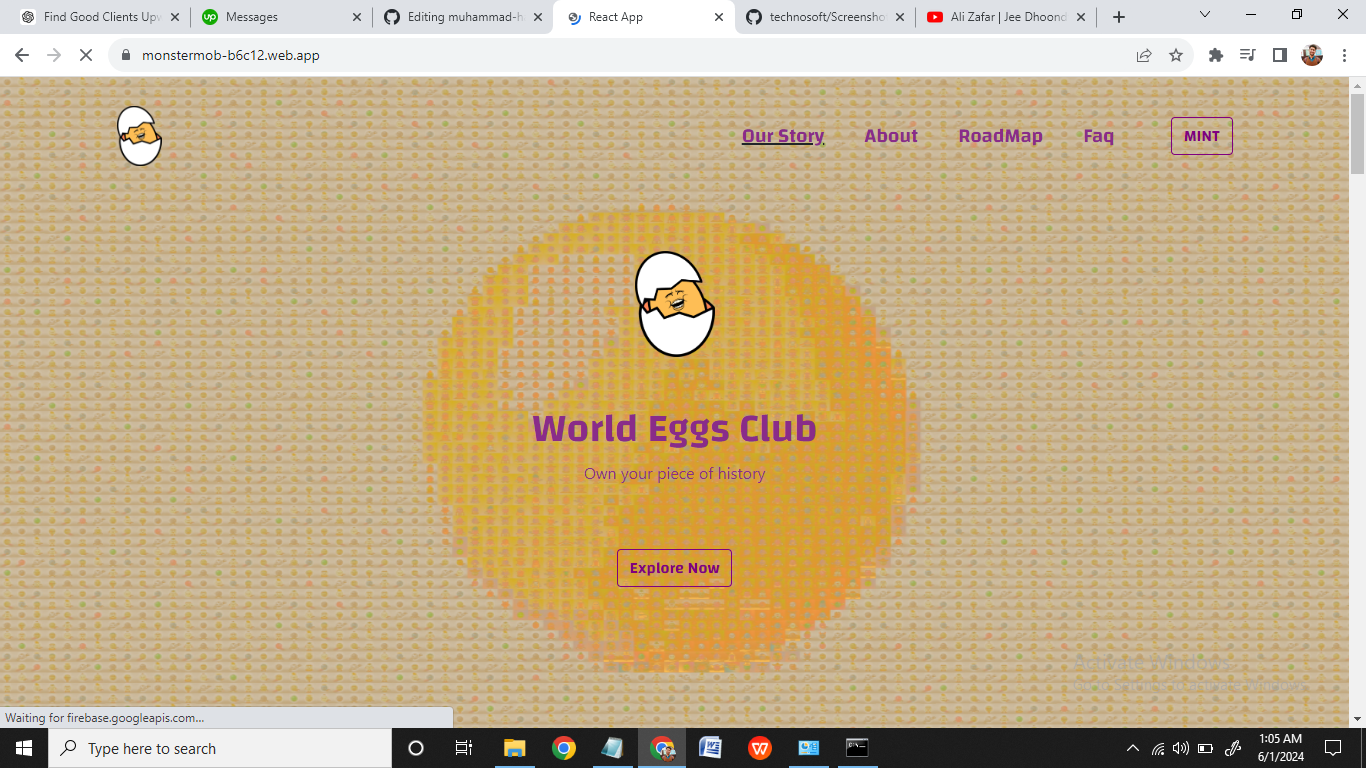 Find Good Clients Upw
Messages
Editing muhammad-h
React App
technosoft/Screensho
Ali Zafar | Jee Dhoond
monstermob-b6c12.web.app
Our Story
About
RoadMap
Faq
MINT
World Eggs Club
Own your piece of history
Explore Now
Activate Windows
Go to Settings to activate Windows.
Waiting for firebase.googleapis.com...
Type here to search
1:05 AM
6/1/2024